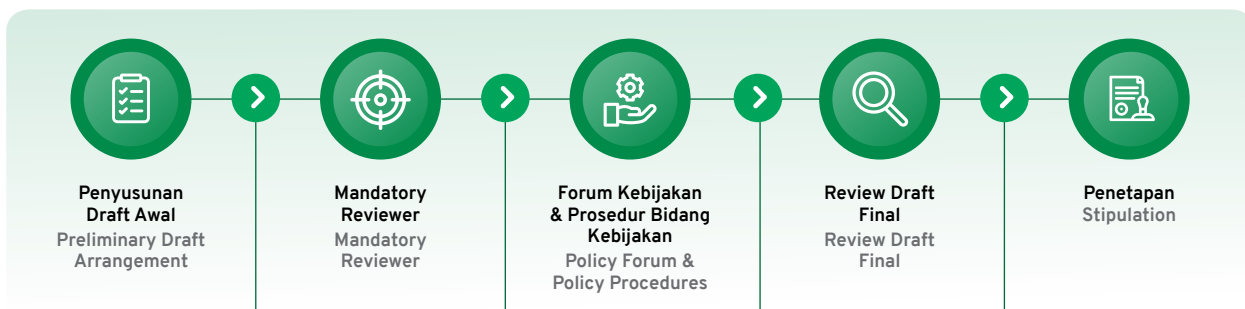 Penyusunan
Draft Awal
Preliminary Draft
Arrangement
Mandatory
Reviewer
Mandatory
Reviewer
Forum Kebijakan
& Prosedur Bidang
Kebijakan
Policy Forum &
Policy Procedures
Review Draft
Final
Review Draft
Final
Penetapan
Stipulation